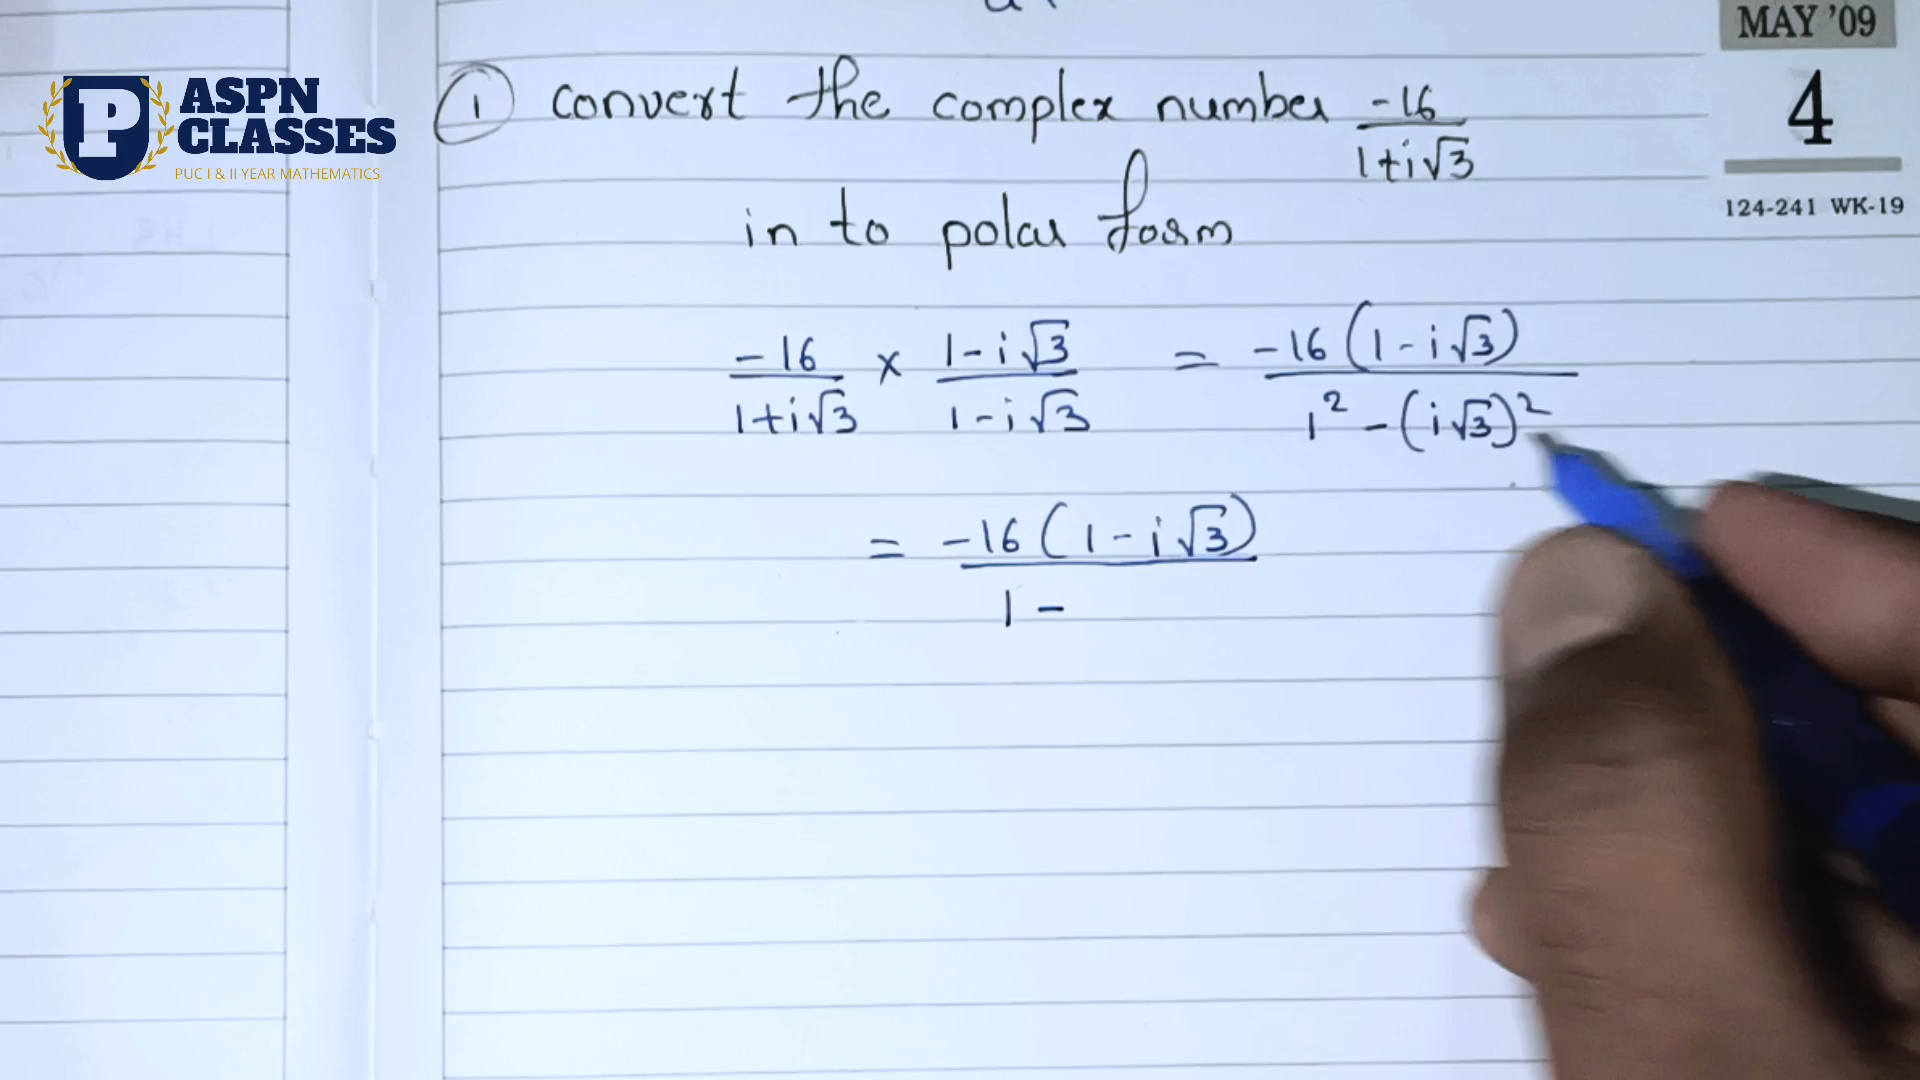 ASPN
CLASSES
PUC I & II YEAR MATHEMATICS
P
MAY '09
4
124-241 WK-19
① convert the complex number -16/(1+i√3)
in to polar form
-16/(1+i√3) × (1-i√3)/(1-i√3) = -16(1-i√3)/(1² - (i√3)²)
= -16(1-i√3)/(1 -